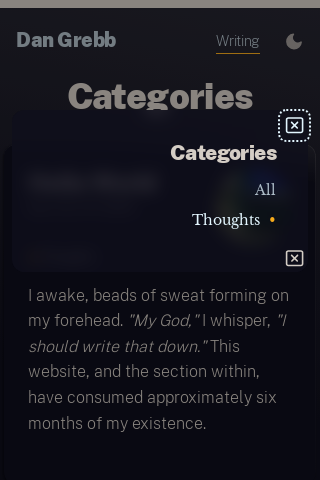 Dan Grebb
Writing
Categories
Categories
All
Thoughts
I awake, beads of sweat forming on
my forehead. "My God," I whisper, "I
should write that down." This
website, and the section within,
have consumed approximately six
months of my existence.